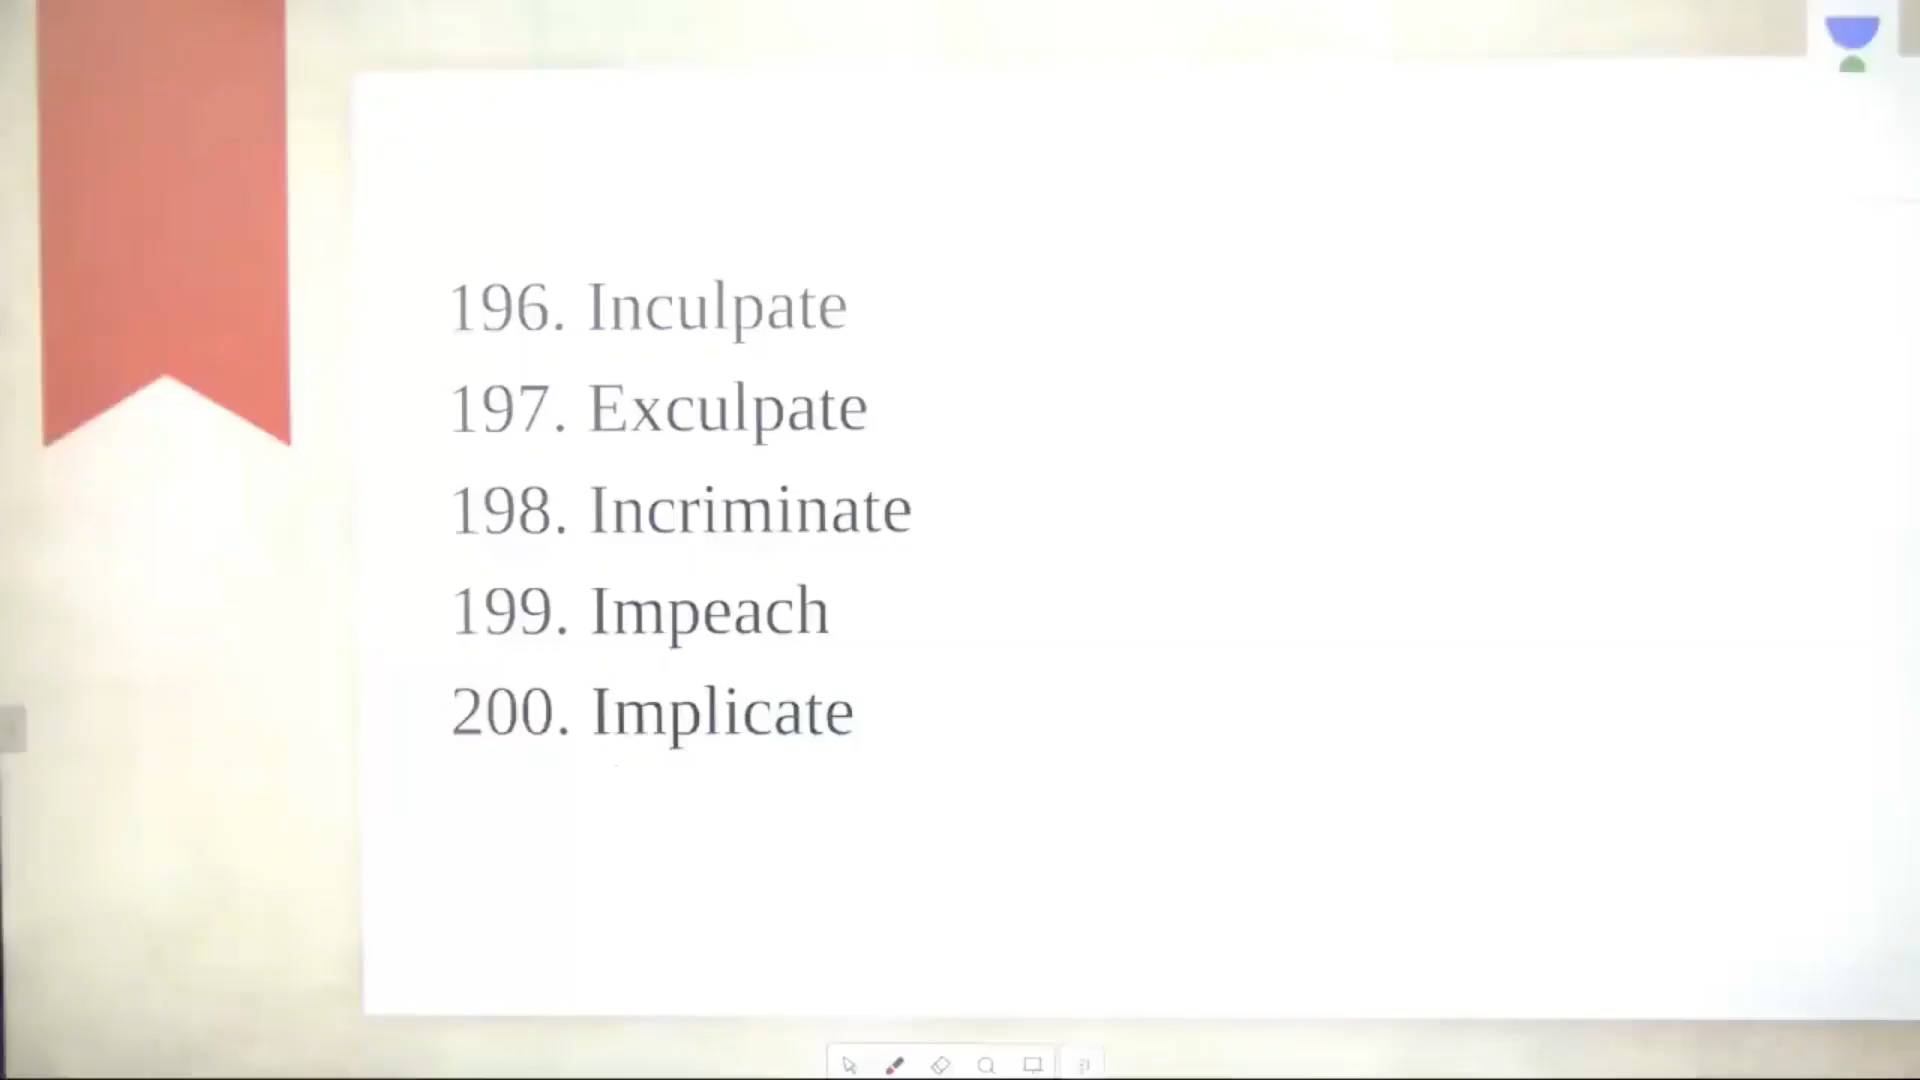 196. Inculpate
197. Exculpate
198. Incriminate
199. Impeach
200. Implicate